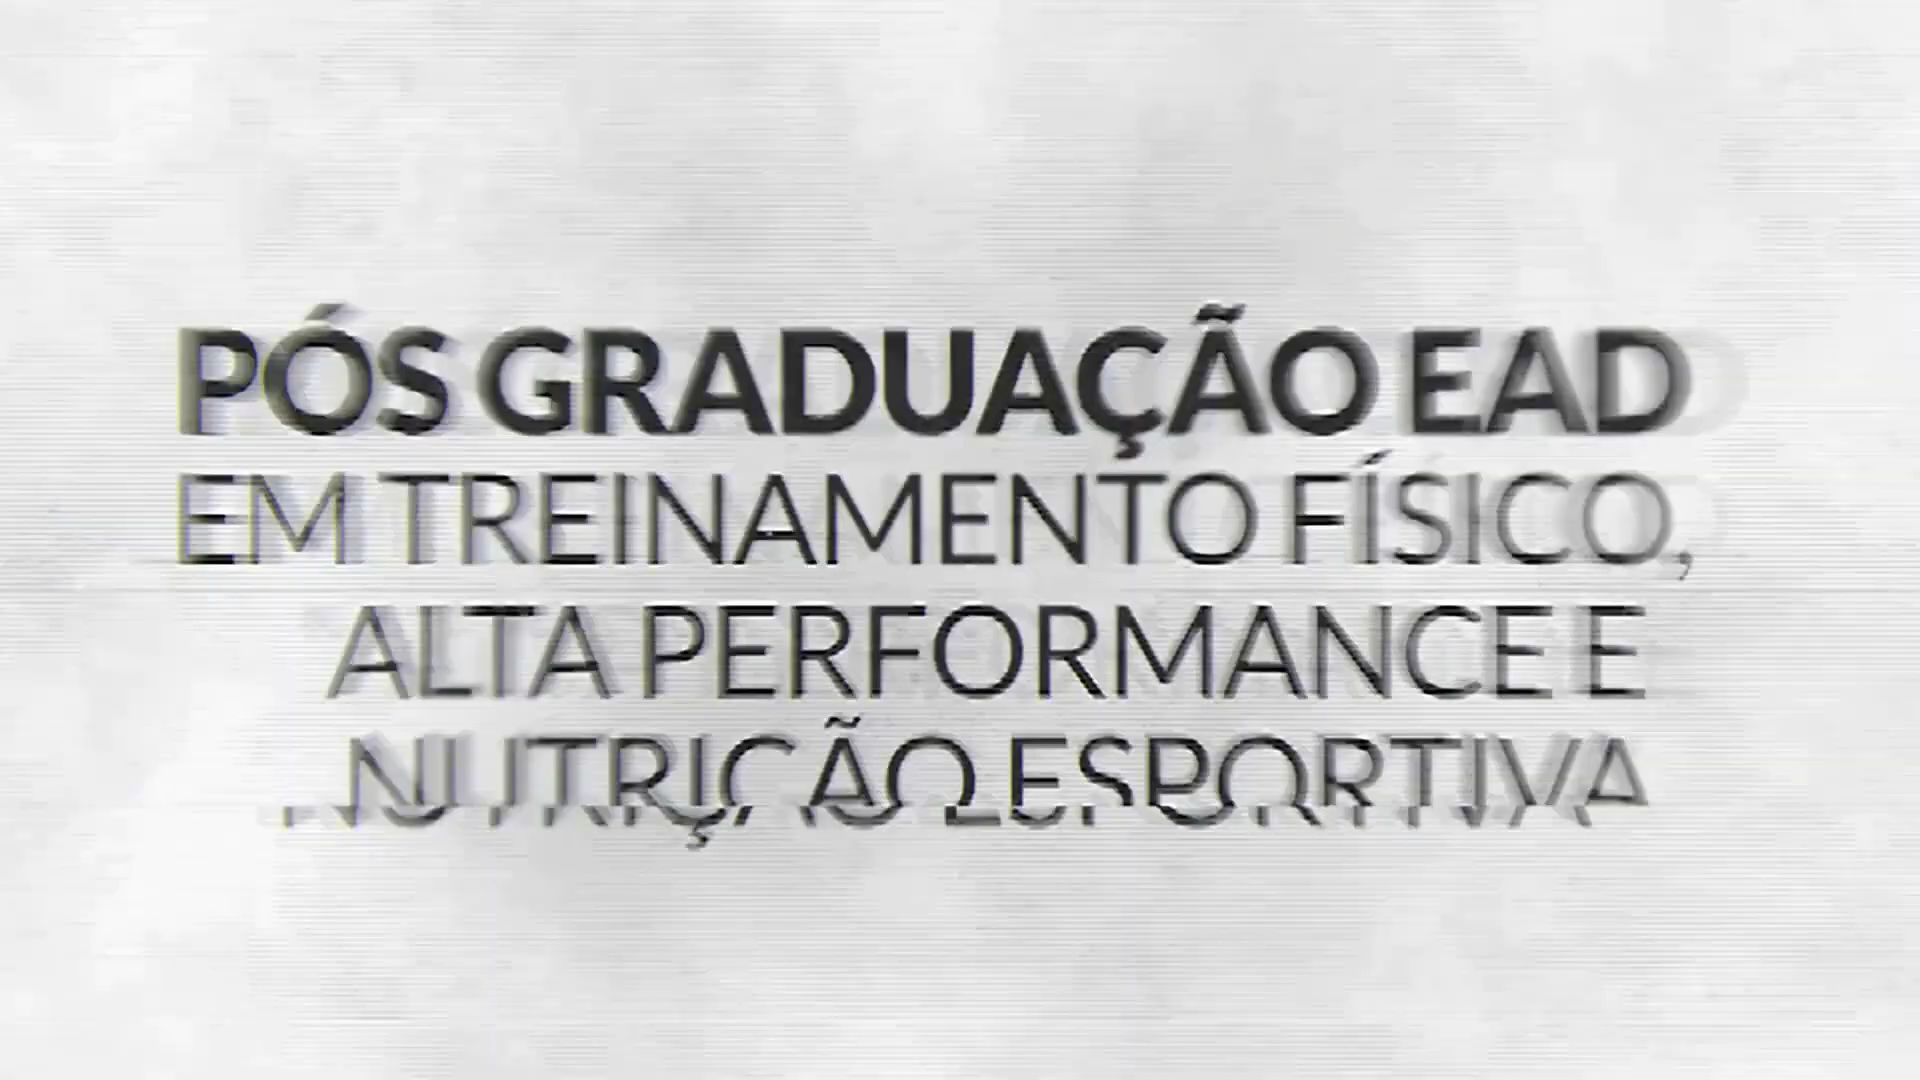 PÓS GRADUAÇÃO EAD
EM TREINAMENTO FÍSICO,
ALTA PERFORMANCE E
NUTRIÇÃO ESPORTIVA